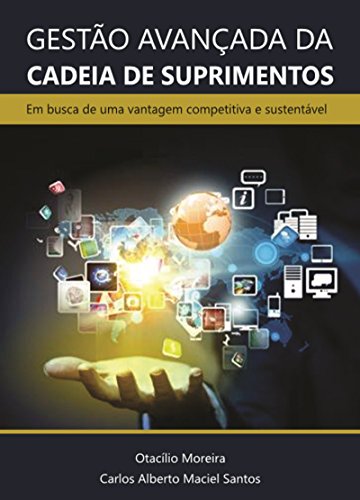 GESTÃO AVANÇADA DA
CADEIA DE SUPRIMENTOS
Em busca de uma vantagem competitiva e sustentável
Otacílio Moreira
Carlos Alberto Maciel Santos